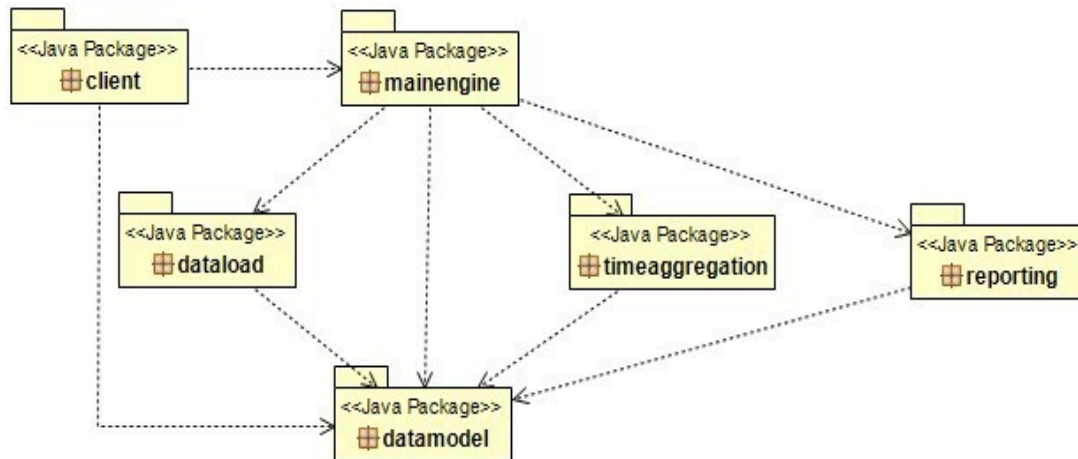 <<Java Package>>
client
<<Java Package>>
mainengine
<<Java Package>>
dataload
<<Java Package>>
timeaggregation
<<Java Package>>
reporting
<<Java Package>>
datamodel